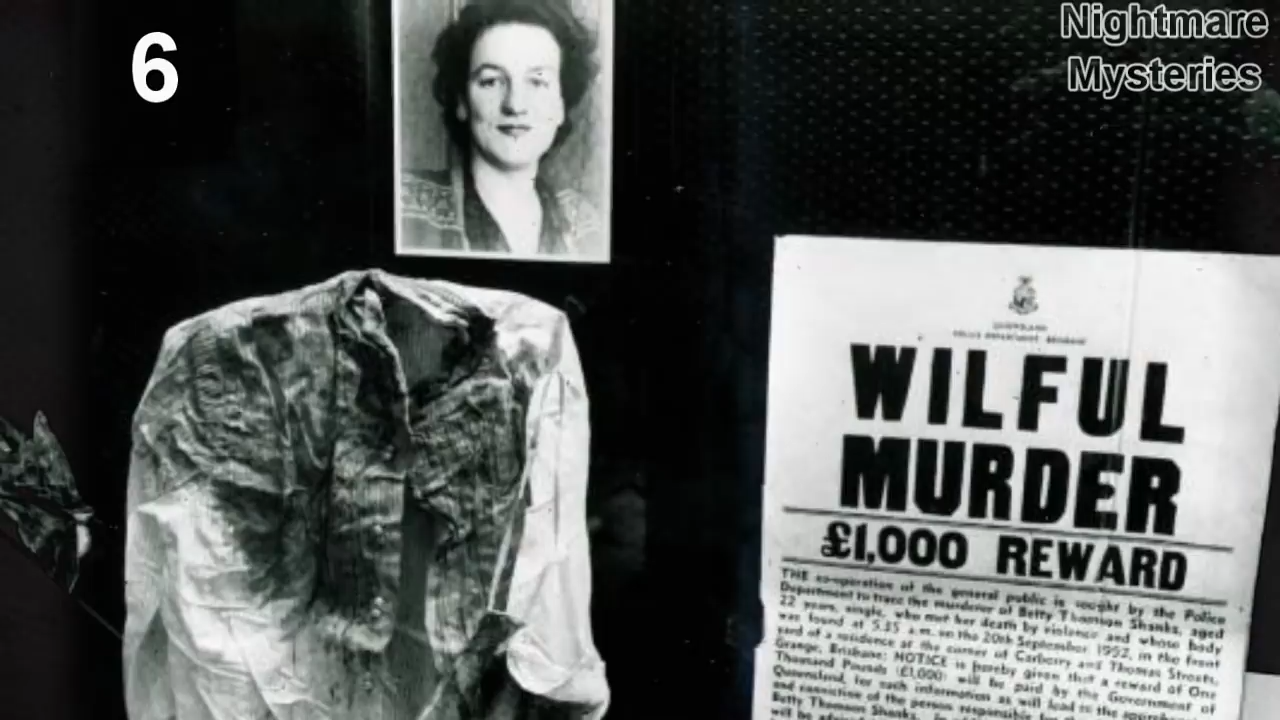 6
Nightmare
Mysteries
QUEENSLAND
POLICE DEPARTMENT BRISBANE
WILFUL
MURDER
£1,000 REWARD
THE co-operation of the general public is sought by the Police
Department to trace the murderer of Betty Thomson Shanks, aged
22 years, single, who met her death by violence and whose body
was found at 5.35 a.m. on the 20th September 1952, in the front
yard of a residence at the corner of Carberry and Thomas Streets,
Grange, Brisbane: NOTICE is hereby given that a reward of One
Thousand Pounds (£1,000) will be paid by the Government of
Queensland, for such information as will lead to the apprehension
and conviction of the person responsible for the
Betty Thomson Shanks.
will be